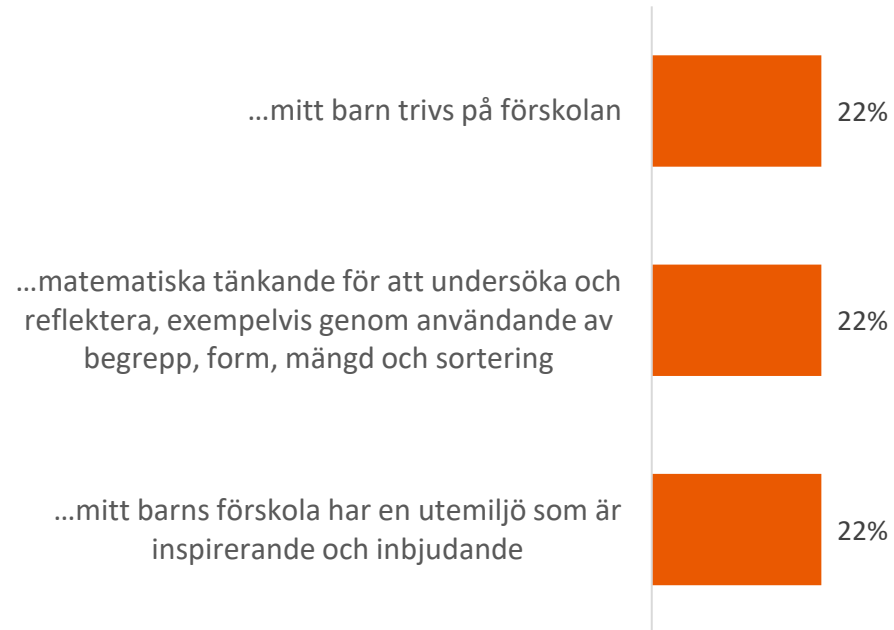 ...mitt barn trivs på förskolan
22%
...matematiska tänkande för att undersöka och
reflektera, exempelvis genom användande av
begrepp, form, mängd och sortering
22%
...mitt barns förskola har en utemiljö som är
inspirerande och inbjudande
22%